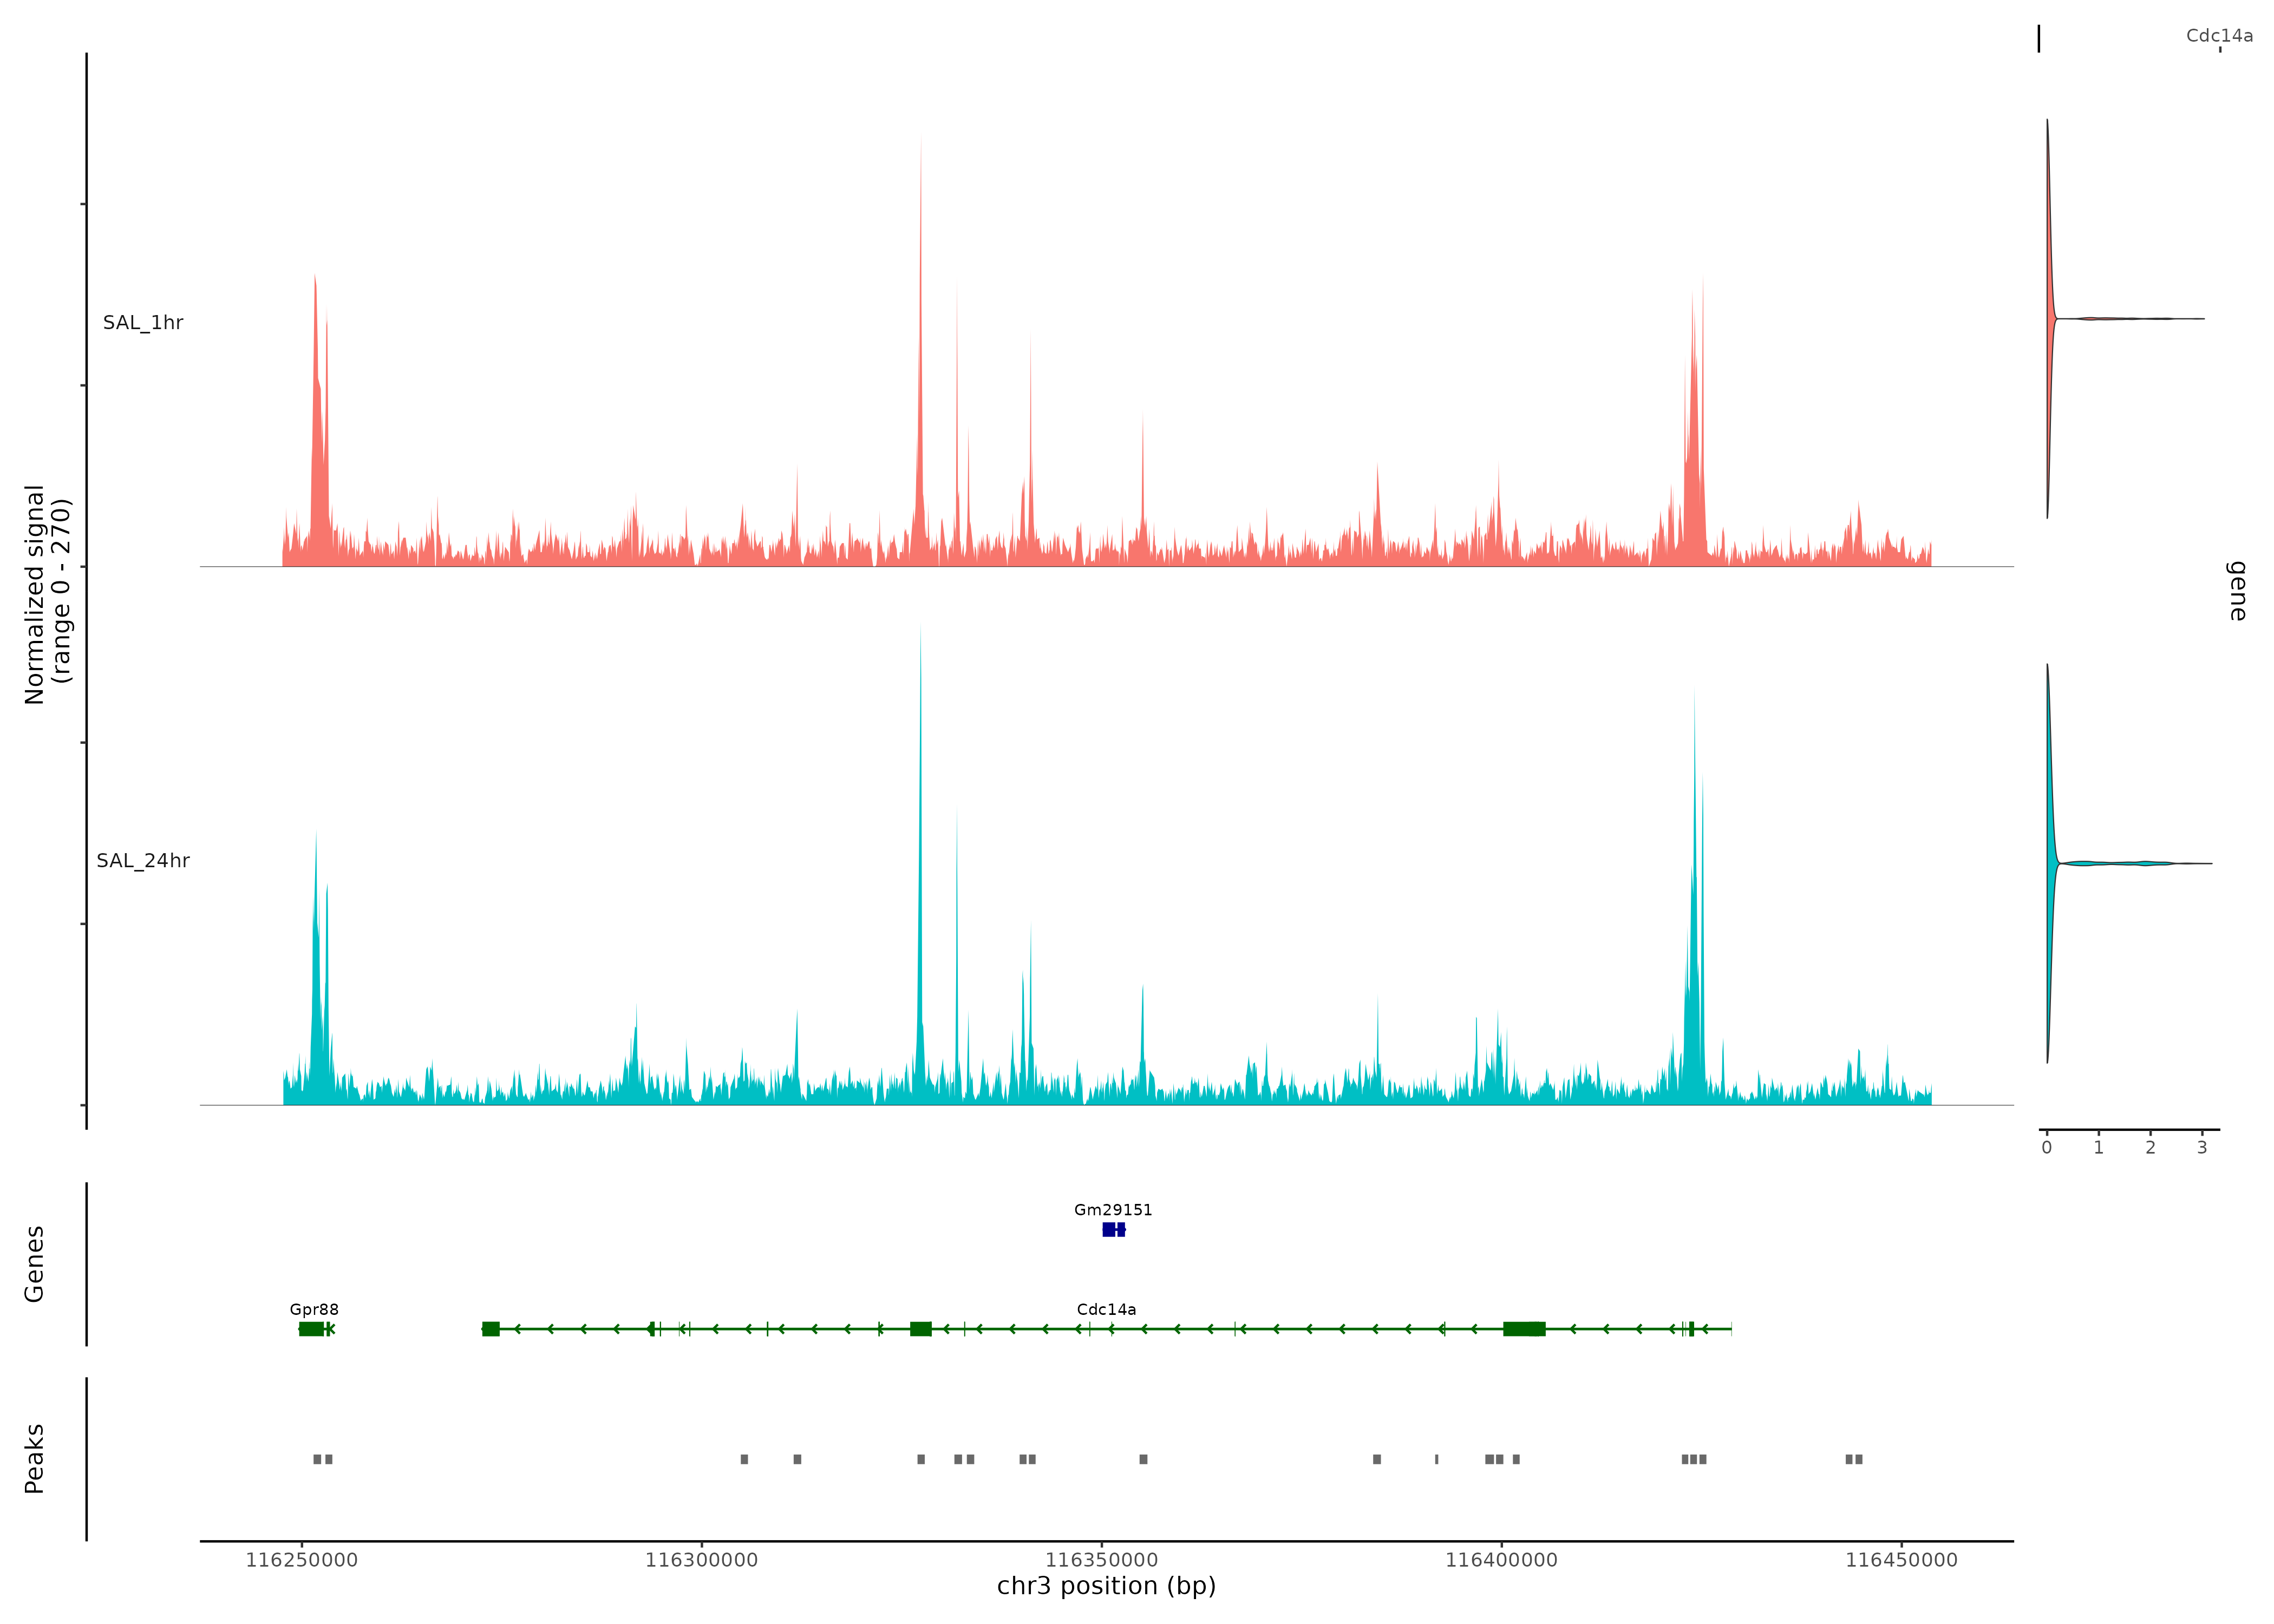 Cdc14a
Normalized signal
(range 0 - 270)
SAL_1hr
SAL_24hr
gene
0 1 2 3
Genes
Gm29151
Gpr88
Cdc14a
Peaks
116250000 116300000 116350000 116400000 116450000
chr3 position (bp)